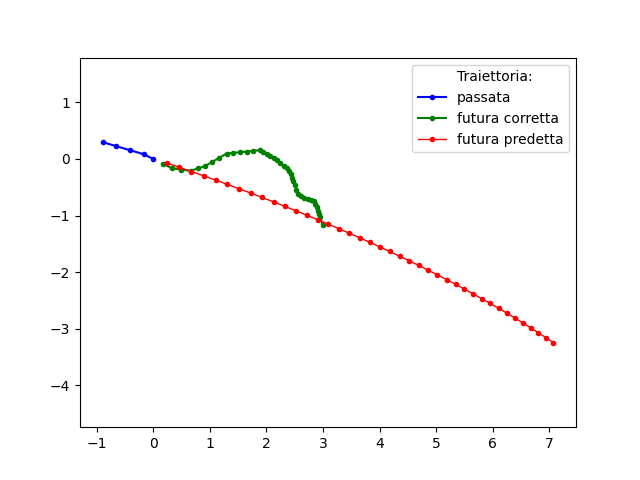 Traiettoria:
passata
futura corretta
futura predetta
1
0
−1
−2
−3
−4
−1 0 1 2 3 4 5 6 7